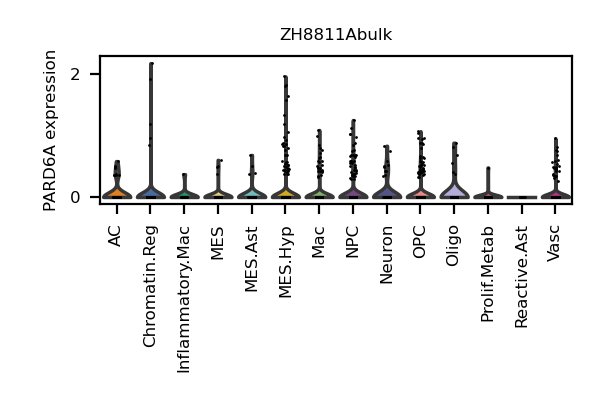 ZH8811Abulk
PARD6A expression
2
0
AC
Chromatin.Reg
Inflammatory.Mac
MES
MES.Ast
MES.Hyp
Mac
NPC
Neuron
OPC
Oligo
Prolif.Metab
Reactive.Ast
Vasc